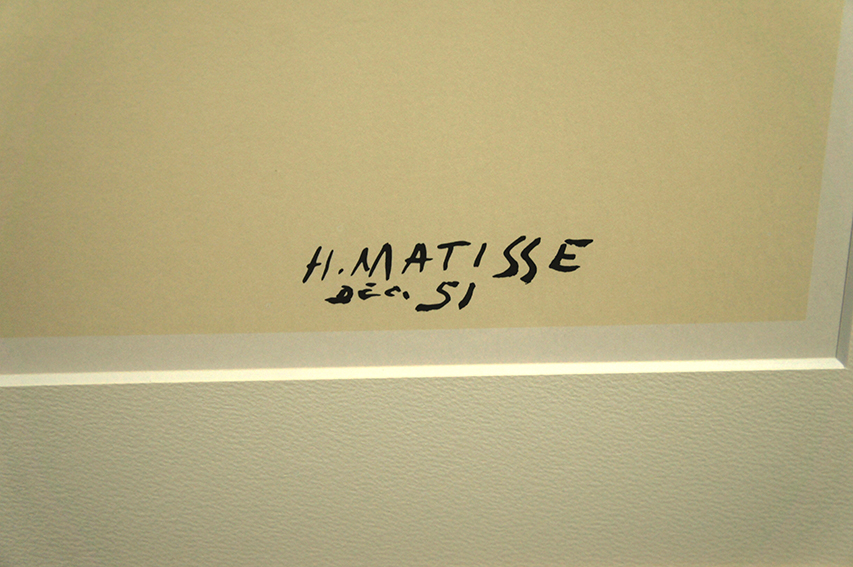 H. MATISSE
DÉC. 51